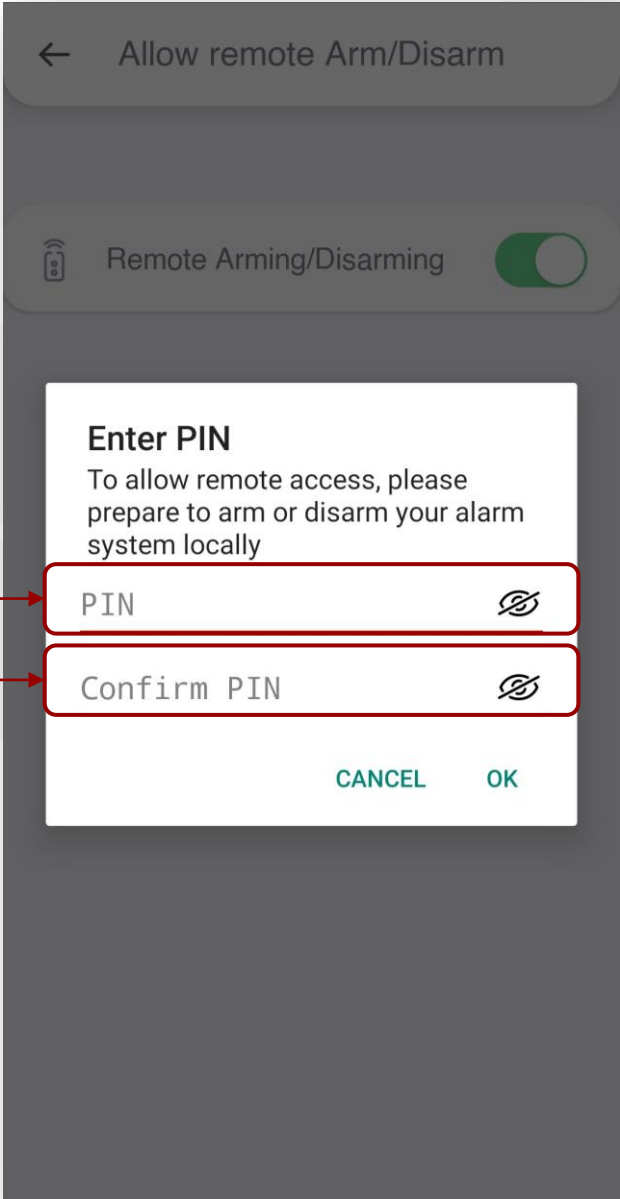 Allow remote Arm/Disarm
Remote Arming/Disarming
Enter PIN
To allow remote access, please
prepare to arm or disarm your alarm
system locally
PIN
Confirm PIN
CANCEL OK